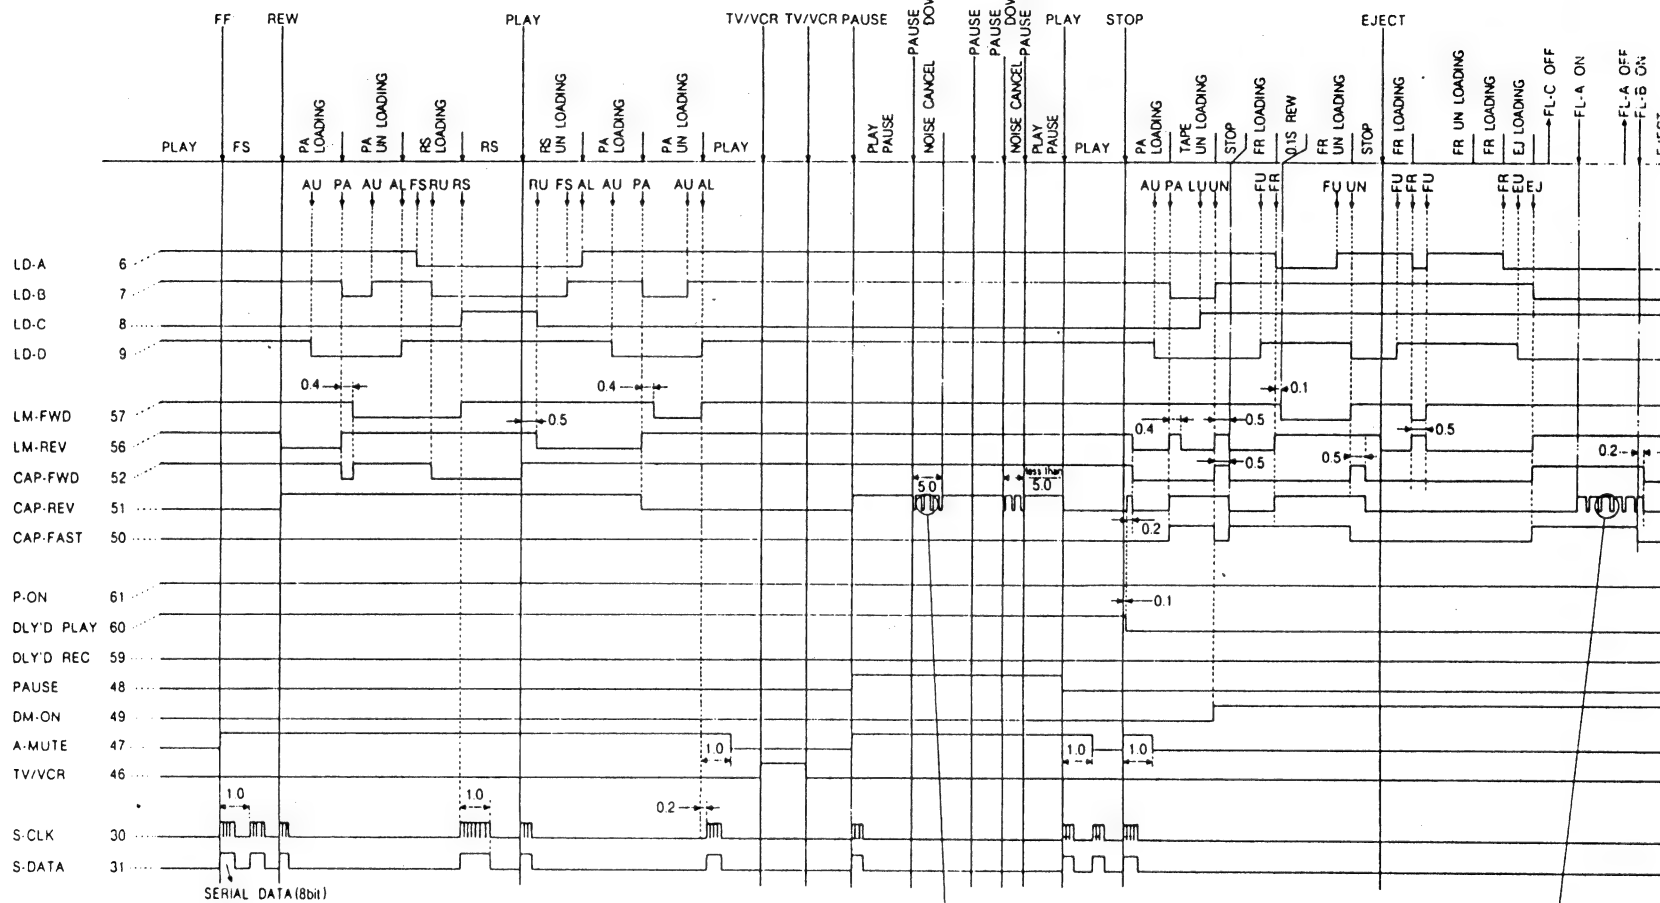 FF REW PLAY TV/VCR TV/VCR PAUSE PAUSE PAUSE PAUSE PAUSE PLAY STOP EJECT
PLAY FS PA LOADING PA UN LOADING RS LOADING RS RS UN LOADING PA LOADING PA UN LOADING PLAY PLAY PAUSE NOISE CANCEL NOISE CANCEL PLAY PAUSE PLAY PA LOADING TAPE UN LOADING STOP FR LOADING 0.1S REW FR UN LOADING STOP FR LOADING FR UN LOADING FR LOADING EJ LOADING FL-C OFF FL-A ON FL-A OFF FL-B ON
AU PA AU AL FS RU RS RU FS AL AU PA AU AL AU PA LU UN FU FR FU UN FU FR FU FR EU EJ
LD-A 6
LD-B 7
LD-C 8
LD-D 9
0.4 0.4 0.1
LM-FWD 57
0.5 0.4 0.5 0.5
LM-REV 56
0.5 0.5 0.2
CAP-FWD 52
5.0 less than 5.0
CAP-REV 51
0.2
CAP-FAST 50
P-ON 61
0.1
DLY'D PLAY 60
DLY'D REC 59
PAUSE 48
DM-ON 49
A-MUTE 47
1.0 1.0 1.0
TV/VCR 46
1.0 1.0 0.2
S-CLK 30
S-DATA 31
SERIAL DATA (8bit)